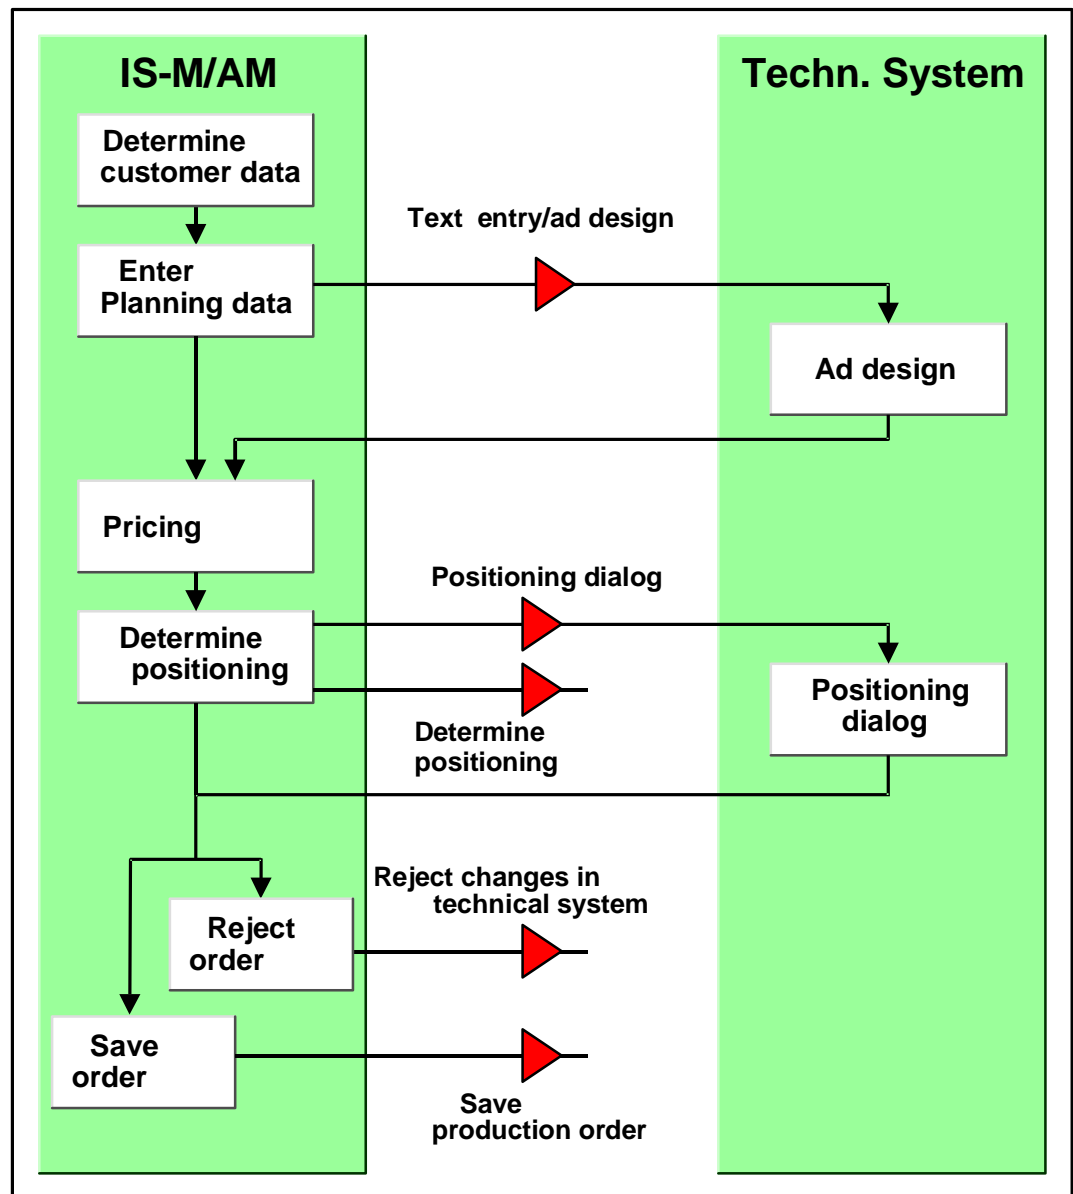 IS-M/AM
Techn. System
Determine
customer data
Text entry/ad design
Enter
Planning data
Ad design
Pricing
Positioning dialog
Determine
positioning
Positioning
dialog
Determine
positioning
Reject changes in
technical system
Reject
order
Save
order
Save
production order